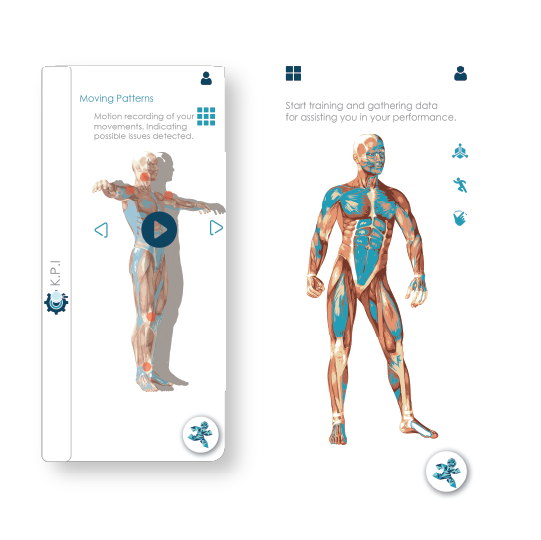 Moving Patterns
Motion recording of your
movements. Indicating
possible issues detected.
K.P.I
Start training and gathering data
for assisting you in your performance.